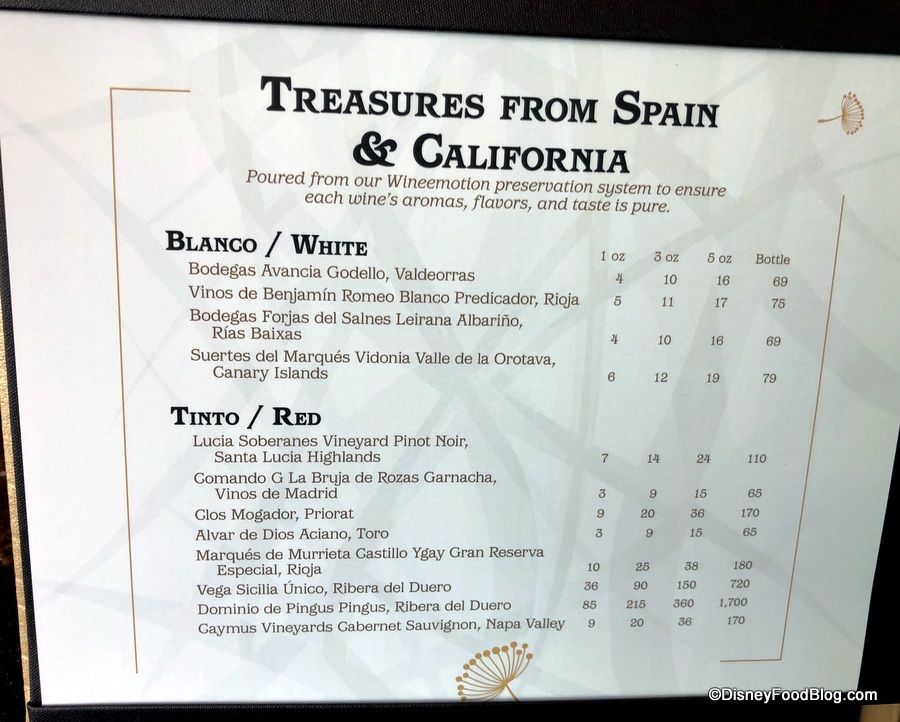 TREASURES FROM SPAIN
& CALIFORNIA
Poured from our Wineemotion preservation system to ensure
each wine's aromas, flavors, and taste is pure.
BLANCO / WHITE 1 oz 3 oz 5 oz Bottle
Bodegas Avancia Godello, Valdeorras 4 10 16 69
Vinos de Benjamín Romeo Blanco Predicador, Rioja 5 11 17 75
Bodegas Forjas del Salnes Leirana Albariño,
Rías Baixas 4 10 16 69
Suertes del Marqués Vidonia Valle de la Orotava,
Canary Islands 6 12 19 79
TINTO / RED
Lucia Soberanes Vineyard Pinot Noir,
Santa Lucia Highlands 7 14 24 110
Comando G La Bruja de Rozas Garnacha,
Vinos de Madrid 3 9 15 65
Clos Mogador, Priorat 9 20 36 170
Alvar de Dios Aciano, Toro 3 9 15 65
Marqués de Murrieta Castillo Ygay Gran Reserva
Especial, Rioja 10 25 38 180
Vega Sicilia Único, Ribera del Duero 36 90 150 720
Dominio de Pingus Pingus, Ribera del Duero 85 215 360 1,700
Caymus Vineyards Cabernet Sauvignon, Napa Valley 9 20 36 170
©DisneyFoodBlog.com